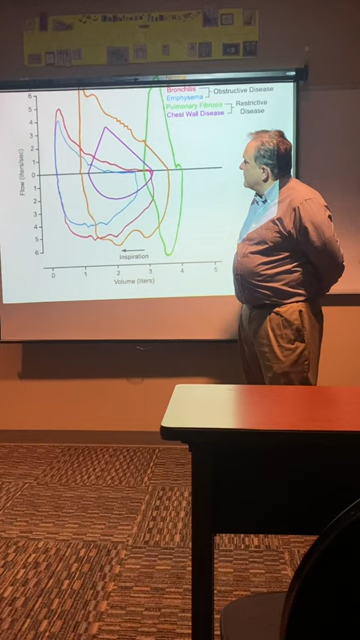 Bronchitis
Emphysema
Obstructive Disease
Pulmonary Fibrosis
Chest Wall Disease
Restrictive
Disease
Flow (liters/sec)
6
5
4
3
2
1
0
1
2
3
4
5
6
Inspiration
0
1
2
3
4
5
Volume (liters)